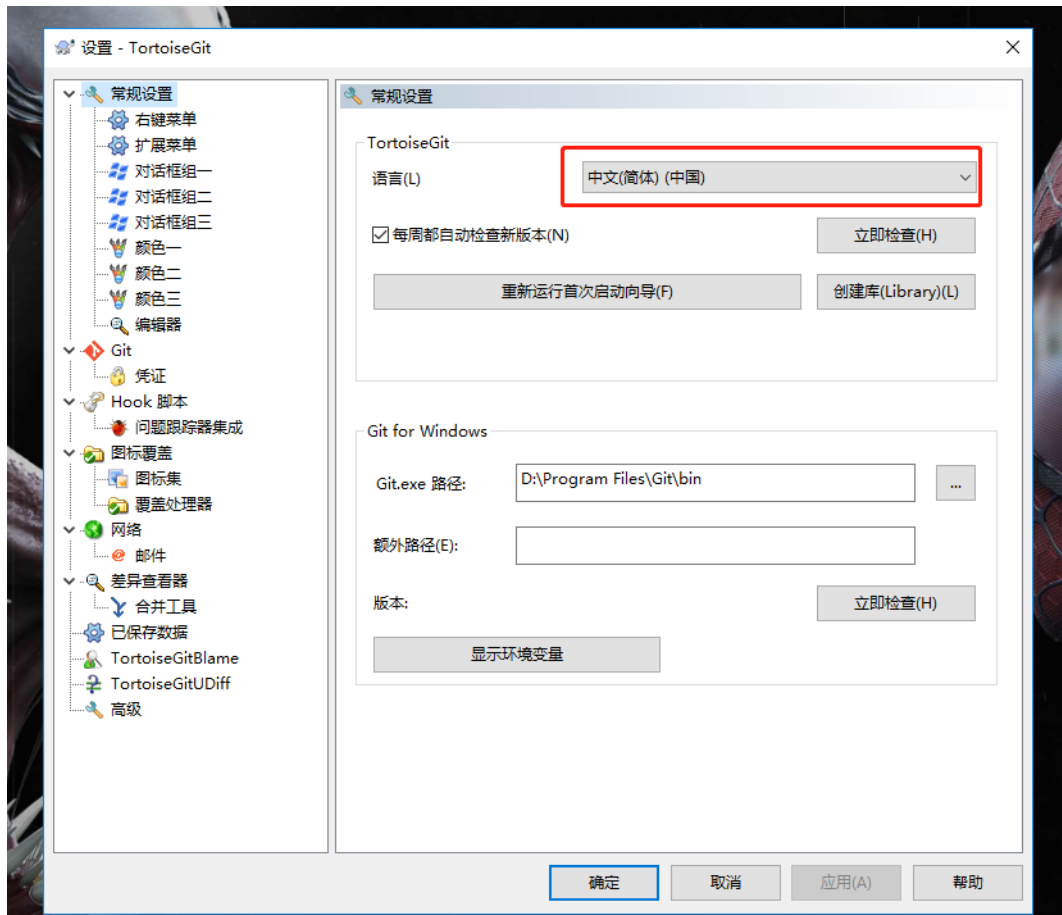 设置 - TortoiseGit
常规设置
右键菜单
扩展菜单
对话框组一
对话框组二
对话框组三
颜色一
颜色二
颜色三
编辑器
Git
凭证
Hook 脚本
问题跟踪器集成
图标覆盖
图标集
覆盖处理器
网络
邮件
差异查看器
合并工具
已保存数据
TortoiseGitBlame
TortoiseGitUDiff
高级
常规设置
TortoiseGit
语言(L) 中文(简体) (中国)
每周都自动检查新版本(N) 立即检查(H)
重新运行首次启动向导(F) 创建库(Library)(L)
Git for Windows
Git.exe 路径: D:\Program Files\Git\bin ...
额外路径(E):
版本: 立即检查(H)
显示环境变量
确定 取消 应用(A) 帮助